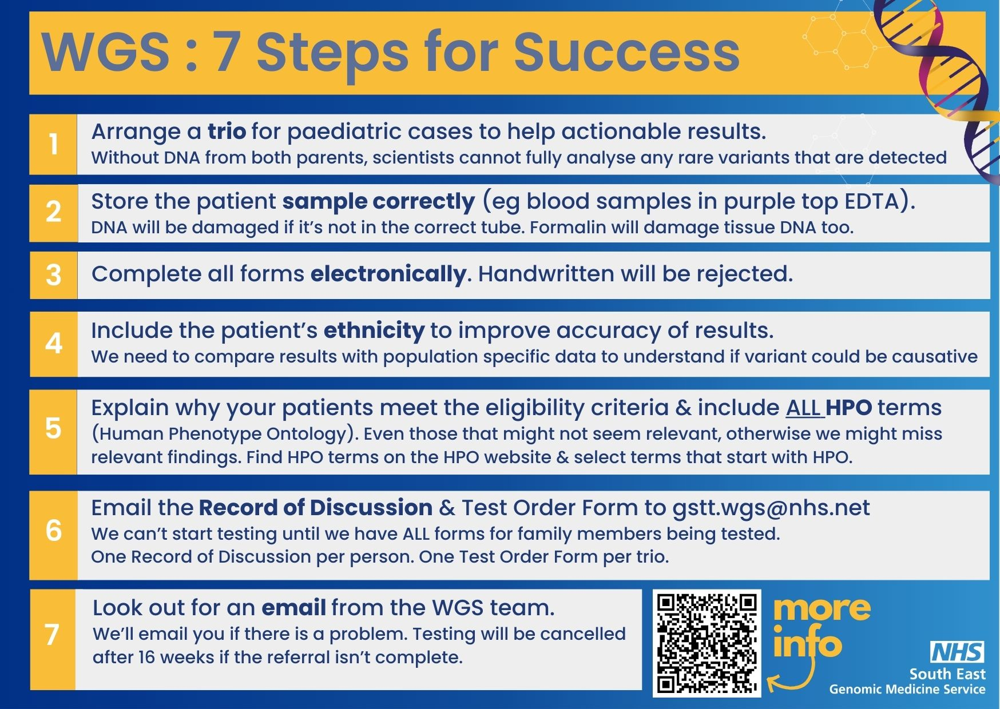 WGS : 7 Steps for Success
1
Arrange a trio for paediatric cases to help actionable results.
Without DNA from both parents, scientists cannot fully analyse any rare variants that are detected
2
Store the patient sample correctly (eg blood samples in purple top EDTA).
DNA will be damaged if it's not in the correct tube. Formalin will damage tissue DNA too.
3
Complete all forms electronically. Handwritten will be rejected.
4
Include the patient's ethnicity to improve accuracy of results.
We need to compare results with population specific data to understand if variant could be causative
5
Explain why your patients meet the eligibility criteria & include ALL HPO terms
(Human Phenotype Ontology). Even those that might not seem relevant, otherwise we might miss
relevant findings. Find HPO terms on the HPO website & select terms that start with HPO.
6
Email the Record of Discussion & Test Order Form to gstt.wgs@nhs.net
We can't start testing until we have ALL forms for family members being tested.
One Record of Discussion per person. One Test Order Form per trio.
7
Look out for an email from the WGS team.
We'll email you if there is a problem. Testing will be cancelled
after 16 weeks if the referral isn't complete.
more
info
NHS
South East
Genomic Medicine Service